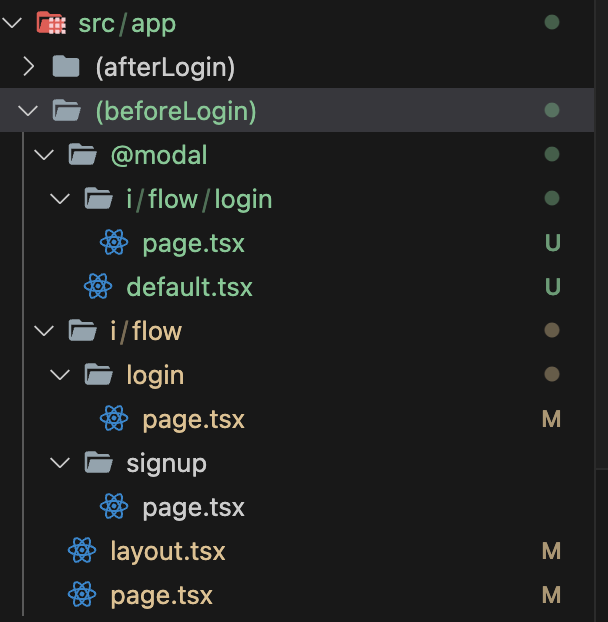 src/app
(afterLogin)
(beforeLogin)
@modal
i/flow/login
page.tsx U
default.tsx U
i/flow
login
page.tsx M
signup
page.tsx
layout.tsx M
page.tsx M